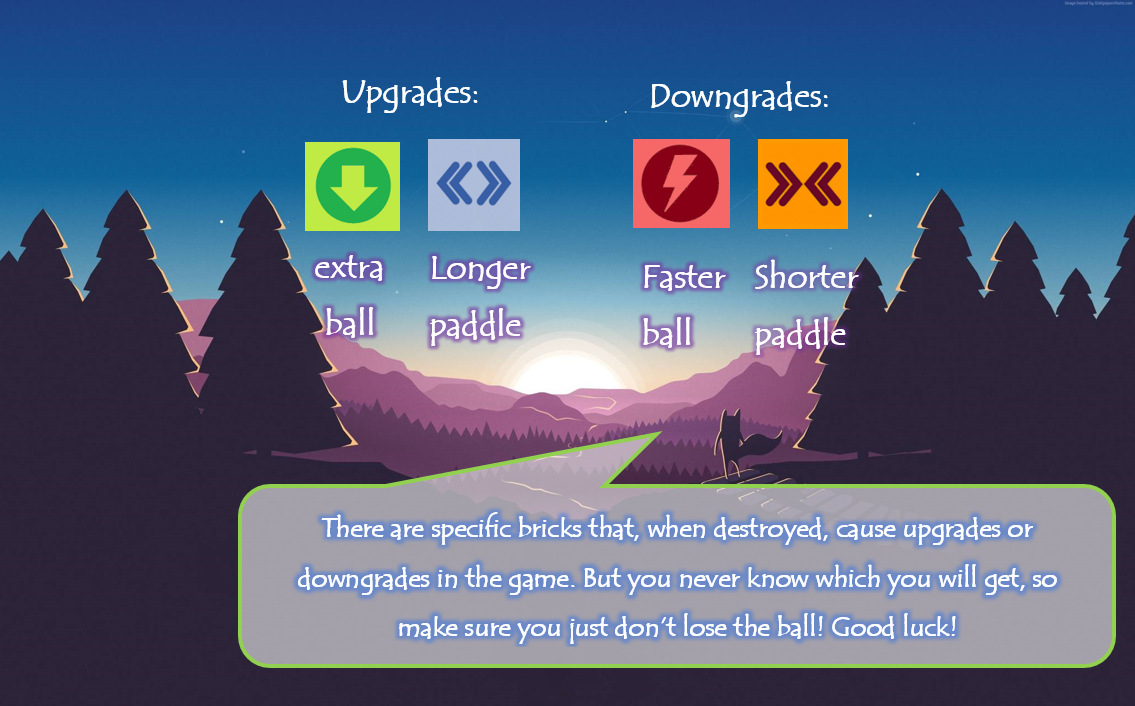 Upgrades:
Downgrades:
extra
ball
Longer
paddle
Faster
ball
Shorter
paddle
There are specific bricks that, when destroyed, cause upgrades or
downgrades in the game. But you never know which you will get, so
make sure you just don't lose the ball! Good luck!